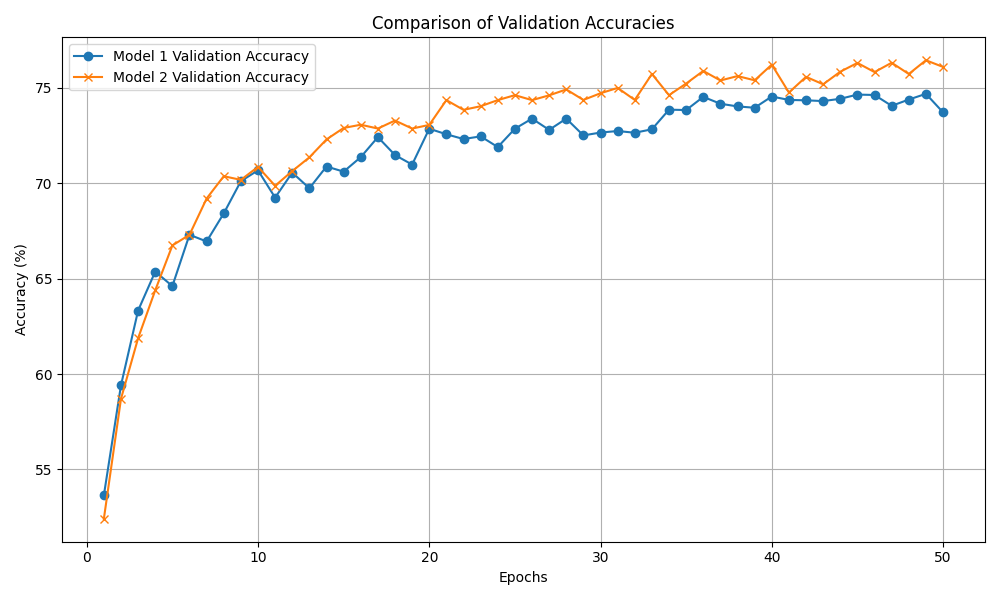 Comparison of Validation Accuracies
Model 1 Validation Accuracy
Model 2 Validation Accuracy
Accuracy (%)
75
70
65
60
55
0 10 20 30 40 50
Epochs